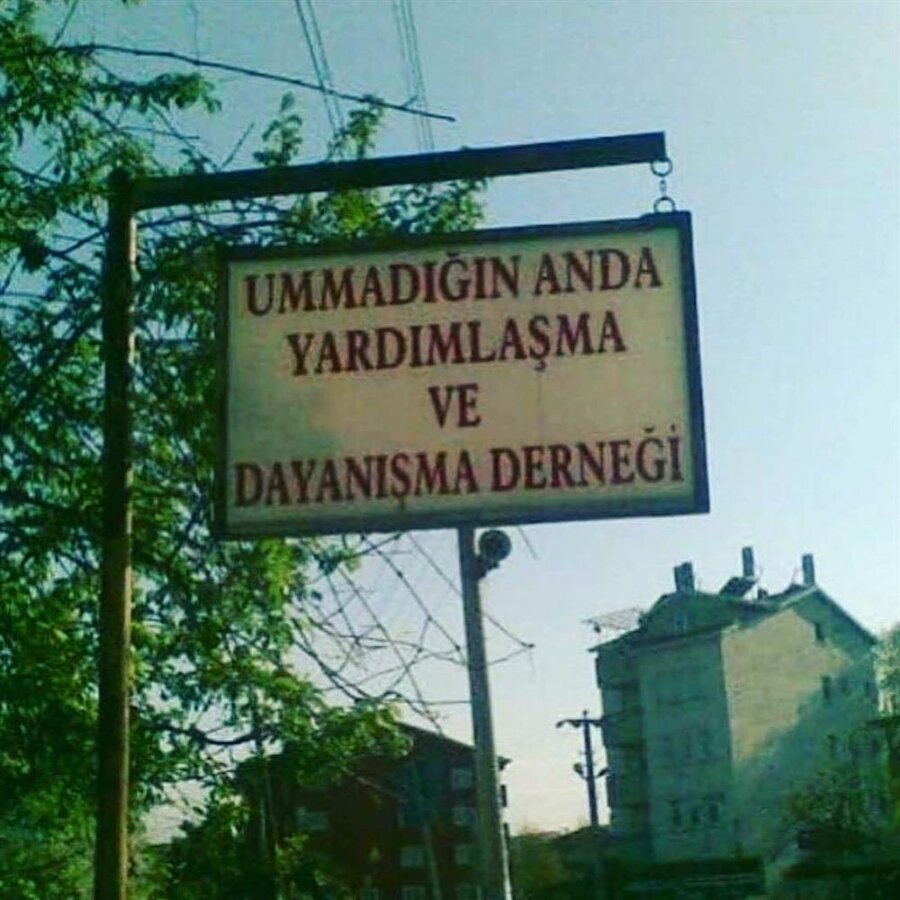 UMMADIĞIN ANDA
YARDIMLAŞMA
VE
DAYANIŞMA DERNEĞİ